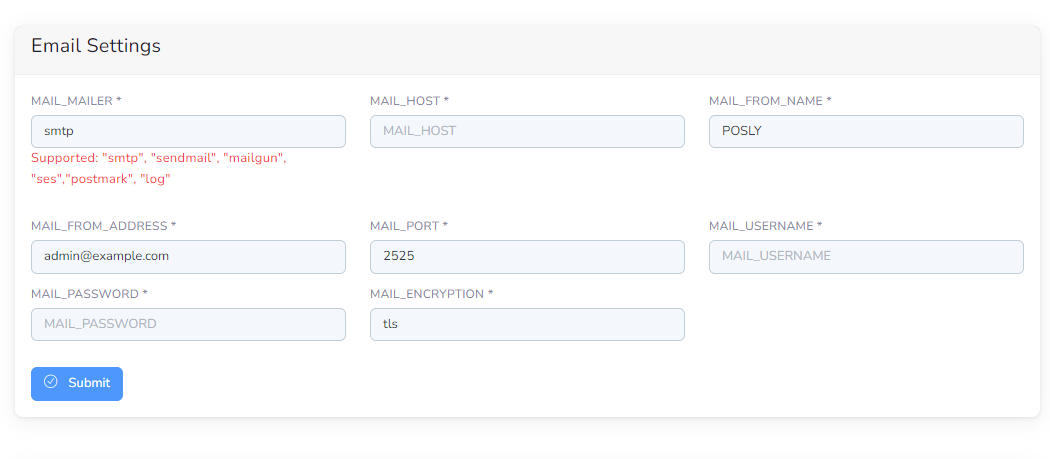 Email Settings
MAIL_MAILER *
MAIL_HOST *
MAIL_FROM_NAME *
smtp
MAIL_HOST
POSLY
Supported: "smtp", "sendmail", "mailgun",
"ses","postmark", "log"
MAIL_FROM_ADDRESS *
MAIL_PORT *
MAIL_USERNAME *
admin@example.com
2525
MAIL_USERNAME
MAIL_PASSWORD *
MAIL_ENCRYPTION *
MAIL_PASSWORD
tls
Submit